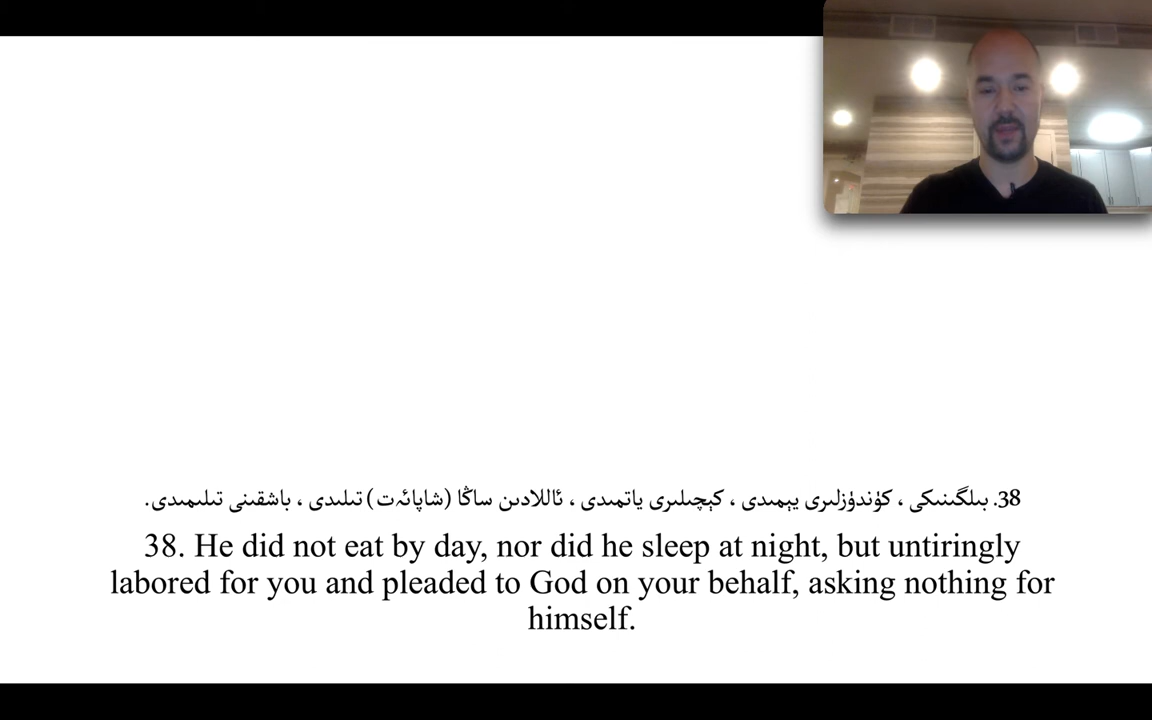 38. بىلگىنىكى ، كۈندۈزلىرى يېمىدى ، كېچىلىرى ياتمىدى ، ئاللادىن ساڭا (شاپائەت) تىلىدى ، باشقىنى تىلىمىدى.
38. He did not eat by day, nor did he sleep at night, but untiringly
labored for you and pleaded to God on your behalf, asking nothing for
himself.